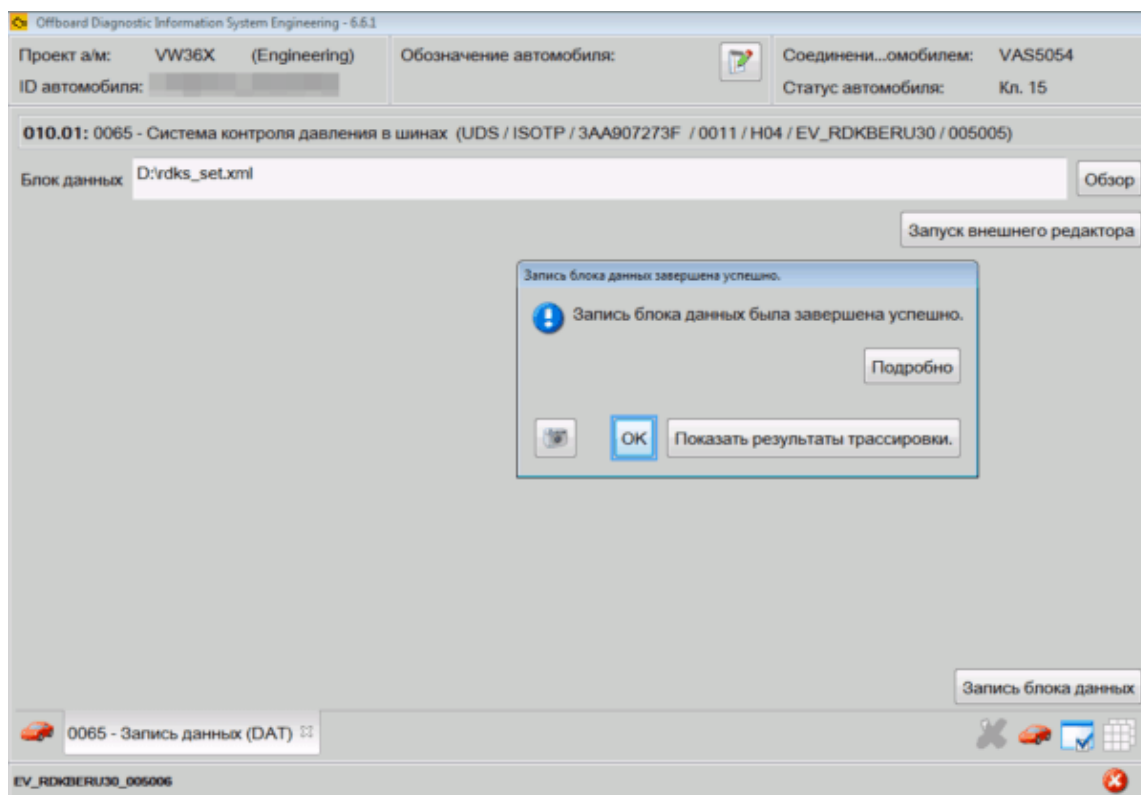 Offboard Diagnostic Information System Engineering - 6.6.1
Проект а/м: VW36X (Engineering) Обозначение автомобиля: Соединени...омобилем: VAS5054
ID автомобиля: Статус автомобиля: Кл. 15
010.01: 0065 - Система контроля давления в шинах (UDS / ISOTP / 3AA907273F / 0011 / H04 / EV_RDKBERU30 / 005005)
Блок данных D:\rdks_set.xml Обзор
Запуск внешнего редактора
Запись блока данных завершена успешно.
Запись блока данных была завершена успешно.
Подробно
OK Показать результаты трассировки.
Запись блока данных
0065 - Запись данных (DAT)
EV_RDKBERU30_005006